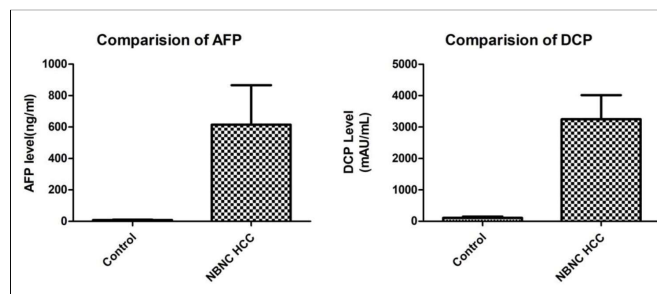 Comparision of AFP
AFP level(ng/ml)
1000
800
600
400
200
0
Control
NBNC HCC
Comparision of DCP
DCP Level
(mAU/mL)
5000
4000
3000
2000
1000
0
Control
NBNC HCC